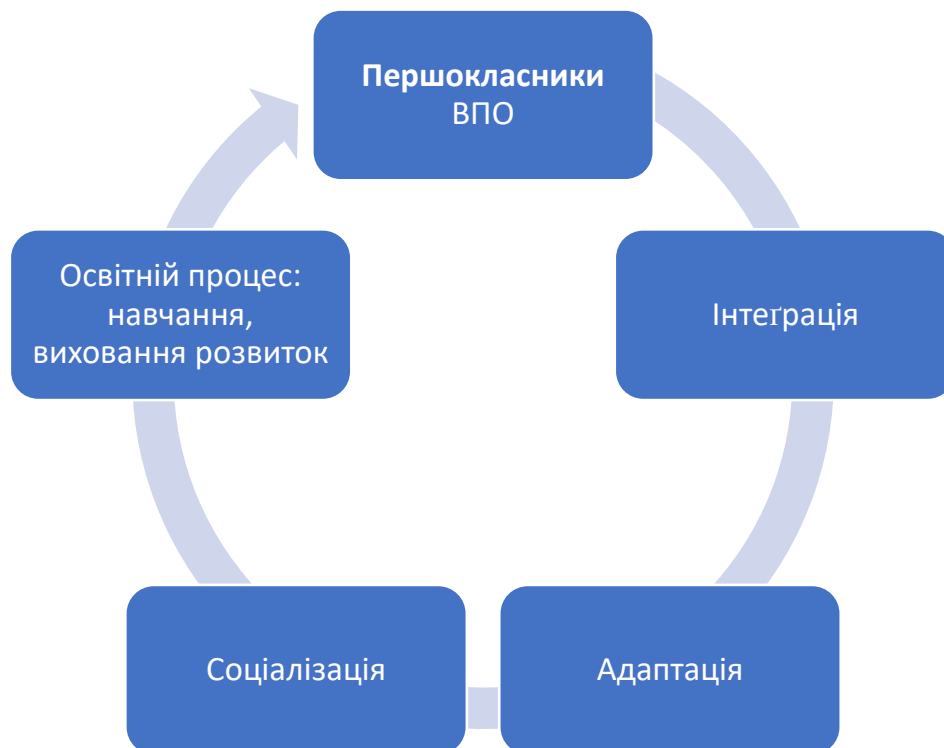 Першокласники
ВПО
Інтеґрація
Адаптація
Соціалізація
Освітній процес:
навчання,
виховання розвиток